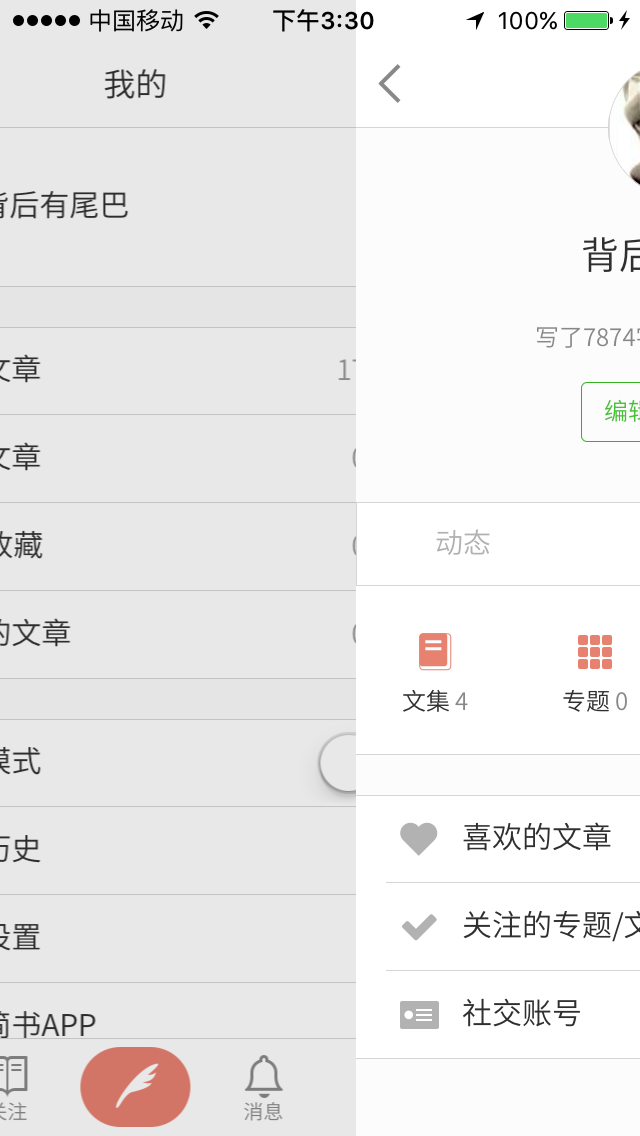 中国移动 下午3:30 100%
我的
背后有尾巴
文章 17
文章 0
收藏 0
的文章 0
模式
历史
设置
简书APP
关注 消息
背后
写了7874字
编辑
动态
文集 4 专题 0
喜欢的文章
关注的专题/文
社交账号